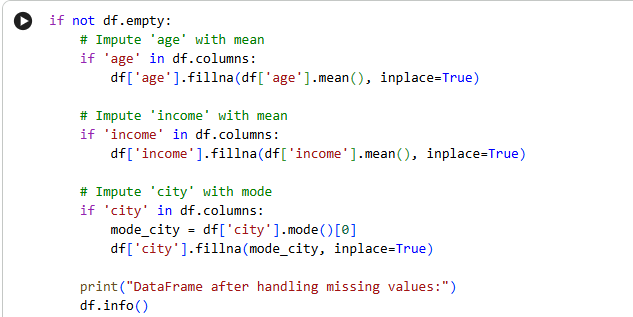 if not df.empty:
    # Impute 'age' with mean
    if 'age' in df.columns:
        df['age'].fillna(df['age'].mean(), inplace=True)

    # Impute 'income' with mean
    if 'income' in df.columns:
        df['income'].fillna(df['income'].mean(), inplace=True)

    # Impute 'city' with mode
    if 'city' in df.columns:
        mode_city = df['city'].mode()[0]
        df['city'].fillna(mode_city, inplace=True)

    print("DataFrame after handling missing values:")
    df.info()